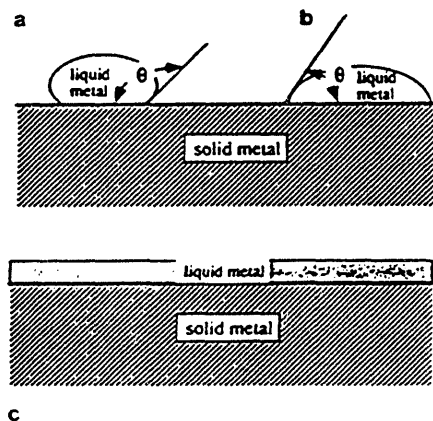 a
b
liquid metal
θ
θ
liquid metal
solid metal
liquid metal
solid metal
c